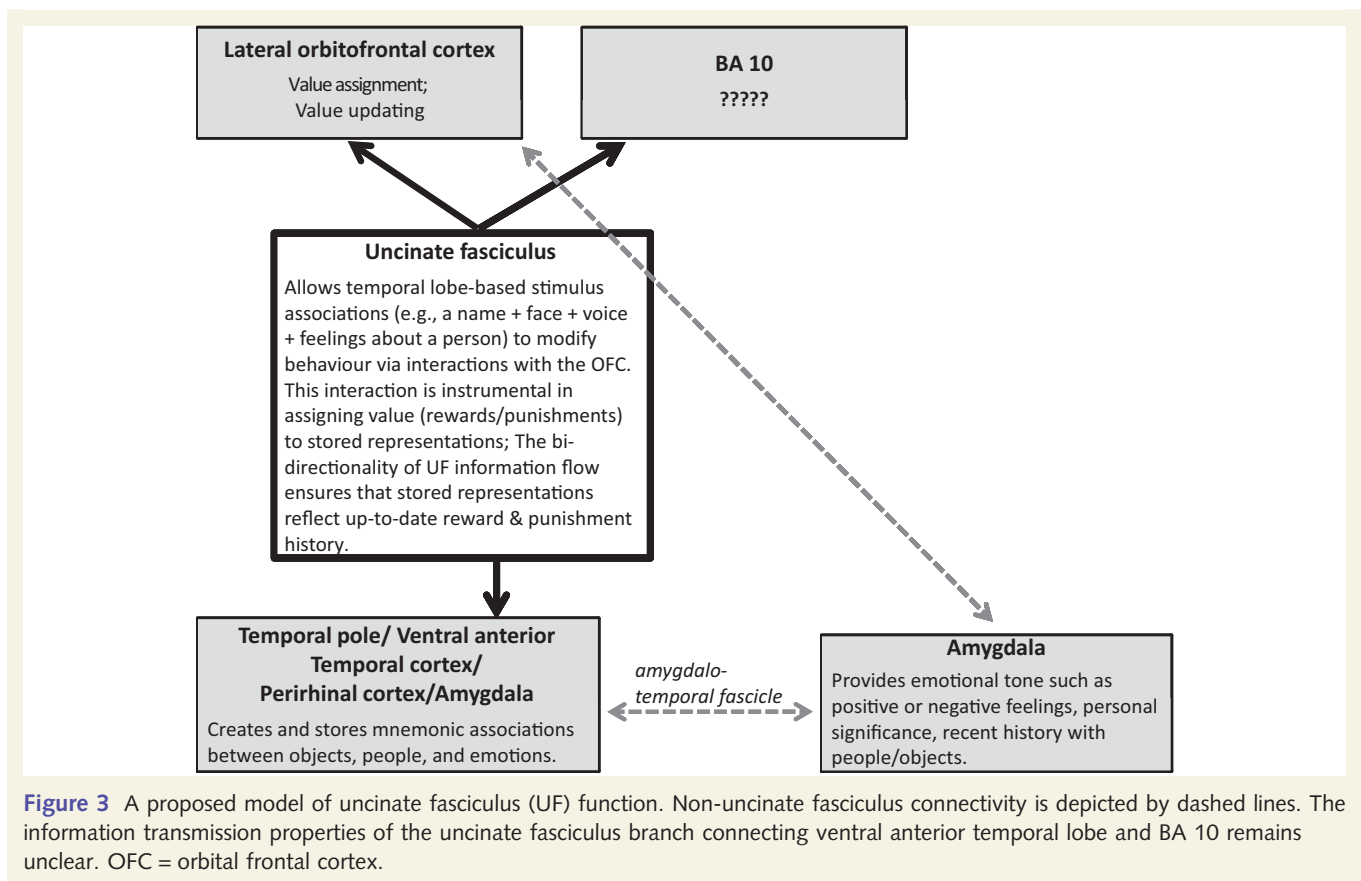 Lateral orbitofrontal cortex
Value assignment;
Value updating
BA 10
?????
Uncinate fasciculus
Allows temporal lobe-based stimulus
associations (e.g., a name + face + voice
+ feelings about a person) to modify
behaviour via interactions with the OFC.
This interaction is instrumental in
assigning value (rewards/punishments)
to stored representations; The bi-
directionality of UF information flow
ensures that stored representations
reflect up-to-date reward & punishment
history.
Temporal pole/ Ventral anterior
Temporal cortex/
Perirhinal cortex/Amygdala
Creates and stores mnemonic associations
between objects, people, and emotions.
amygdalo-
temporal fascicle
Amygdala
Provides emotional tone such as
positive or negative feelings, personal
significance, recent history with
people/objects.
Figure 3 A proposed model of uncinate fasciculus (UF) function. Non-uncinate fasciculus connectivity is depicted by dashed lines. The
information transmission properties of the uncinate fasciculus branch connecting ventral anterior temporal lobe and BA 10 remains
unclear. OFC = orbital frontal cortex.